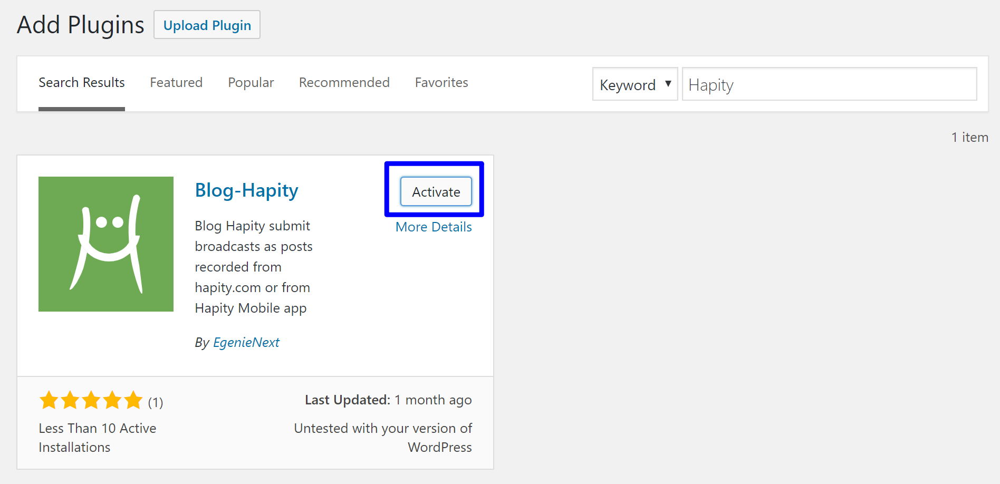 Add Plugins
Upload Plugin
Search Results
Featured
Popular
Recommended
Favorites
Keyword
Hapity
1 item
Blog-Hapity
Activate
More Details
Blog Hapity submit
broadcasts as posts
recorded from
hapity.com or from
Hapity Mobile app
By EgenieNext
(1)
Less Than 10 Active
Installations
Last Updated: 1 month ago
Untested with your version of
WordPress